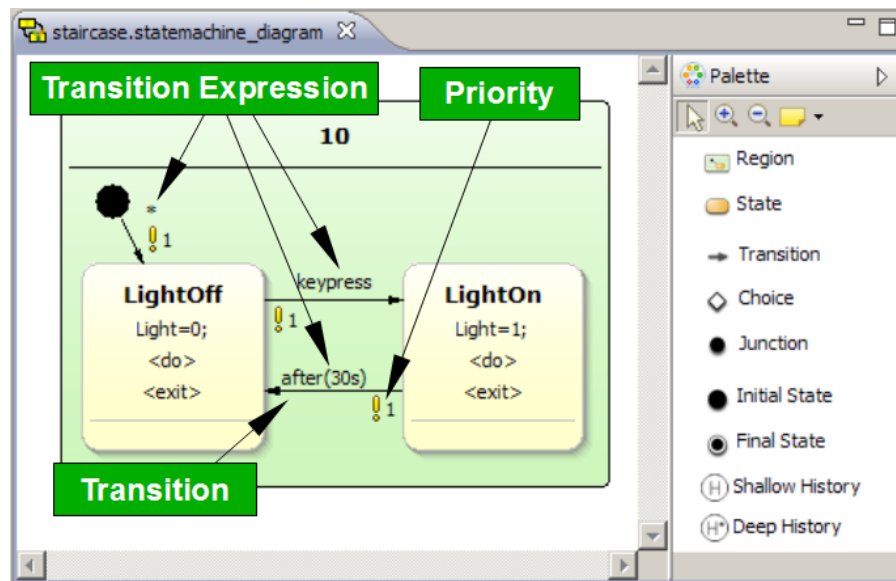 staircase.statemachine_diagram
Transition Expression
Priority
10
*
1
LightOff
Light=0;
<do>
<exit>
keypress
1
LightOn
Light=1;
<do>
<exit>
after(30s)
1
Transition
Palette
Region
State
Transition
Choice
Junction
Initial State
Final State
H Shallow History
H* Deep History